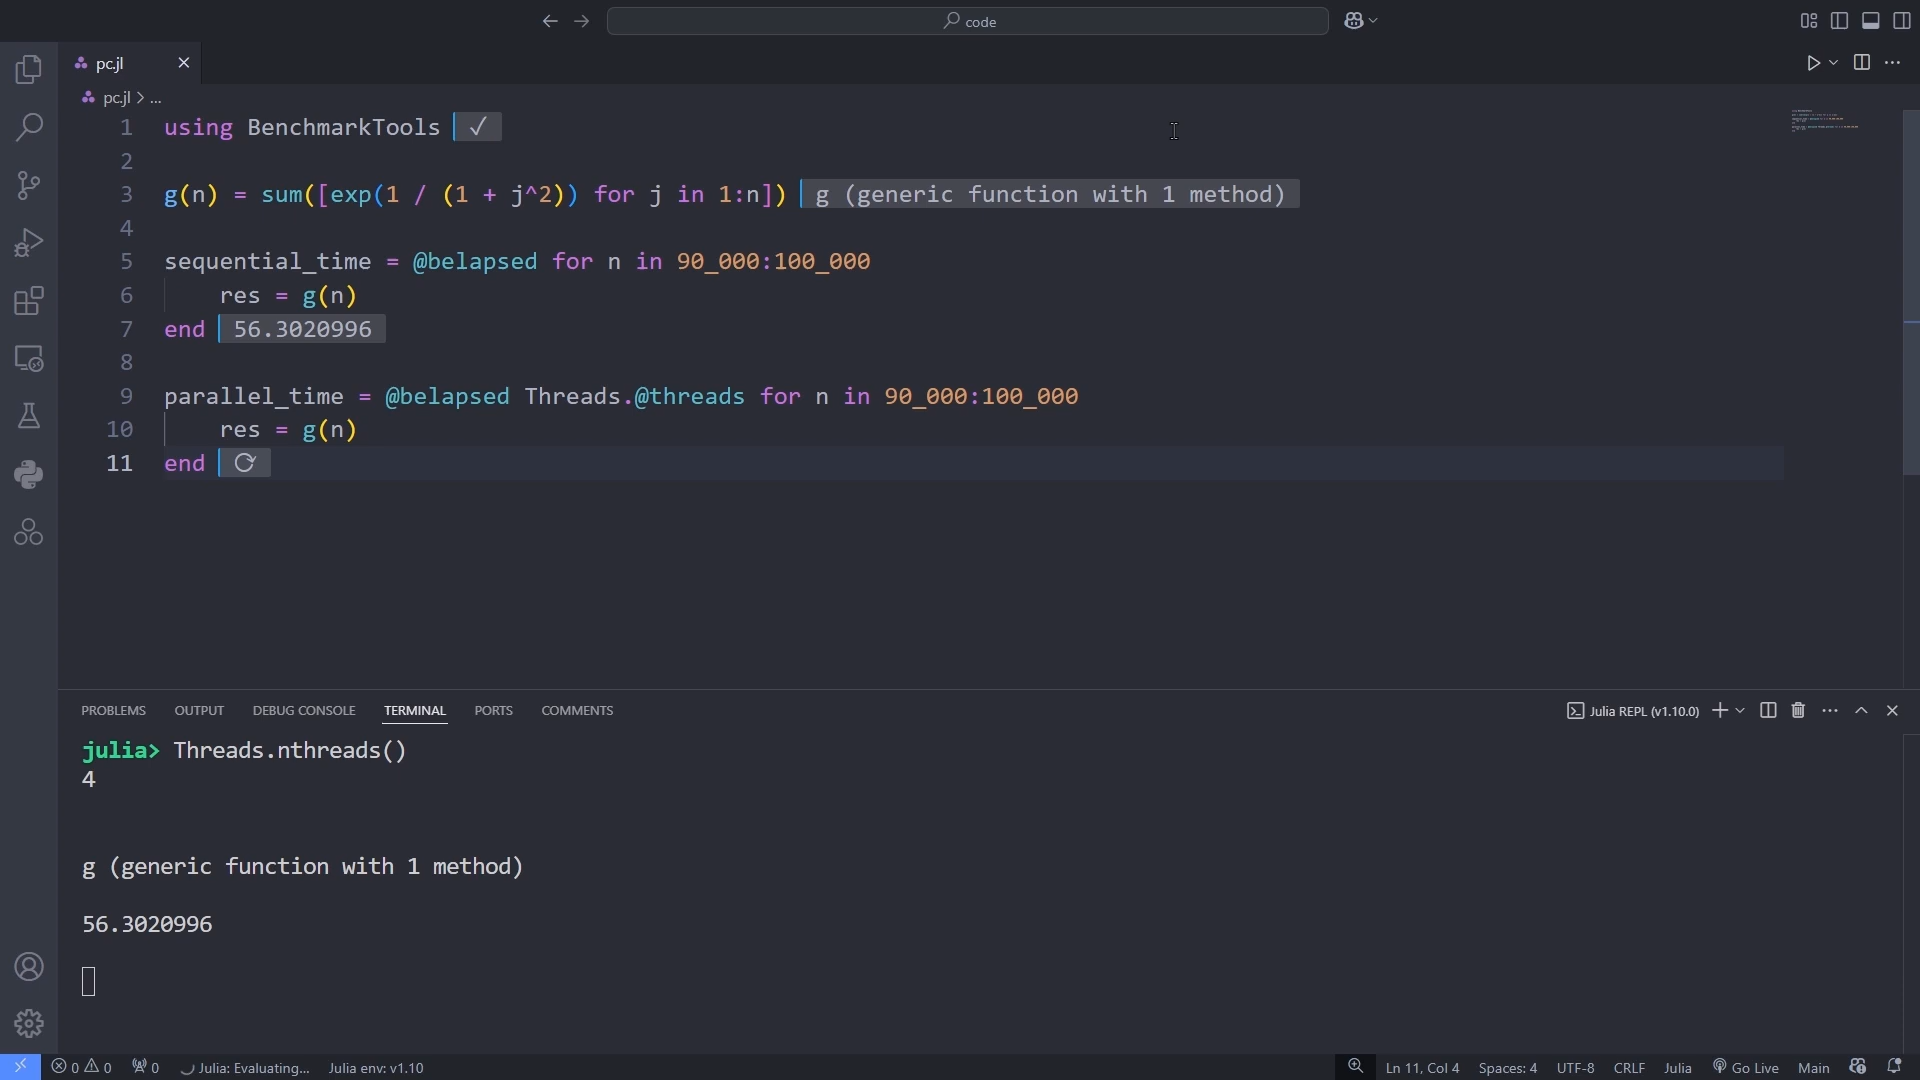 code
pc.jl
pc.jl > ...
1 using BenchmarkTools ✓
2
3 g(n) = sum([exp(1 / (1 + j^2)) for j in 1:n]) g (generic function with 1 method)
4
5 sequential_time = @belapsed for n in 90_000:100_000
6 res = g(n)
7 end 56.3020996
8
9 parallel_time = @belapsed Threads.@threads for n in 90_000:100_000
10 res = g(n)
11 end
PROBLEMS OUTPUT DEBUG CONSOLE TERMINAL PORTS COMMENTS Julia REPL (v1.10.0)
julia> Threads.nthreads()
4
g (generic function with 1 method)
56.3020996
0 0 0 Julia: Evaluating... Julia env: v1.10 Ln 11, Col 4 Spaces: 4 UTF-8 CRLF Julia Go Live Main